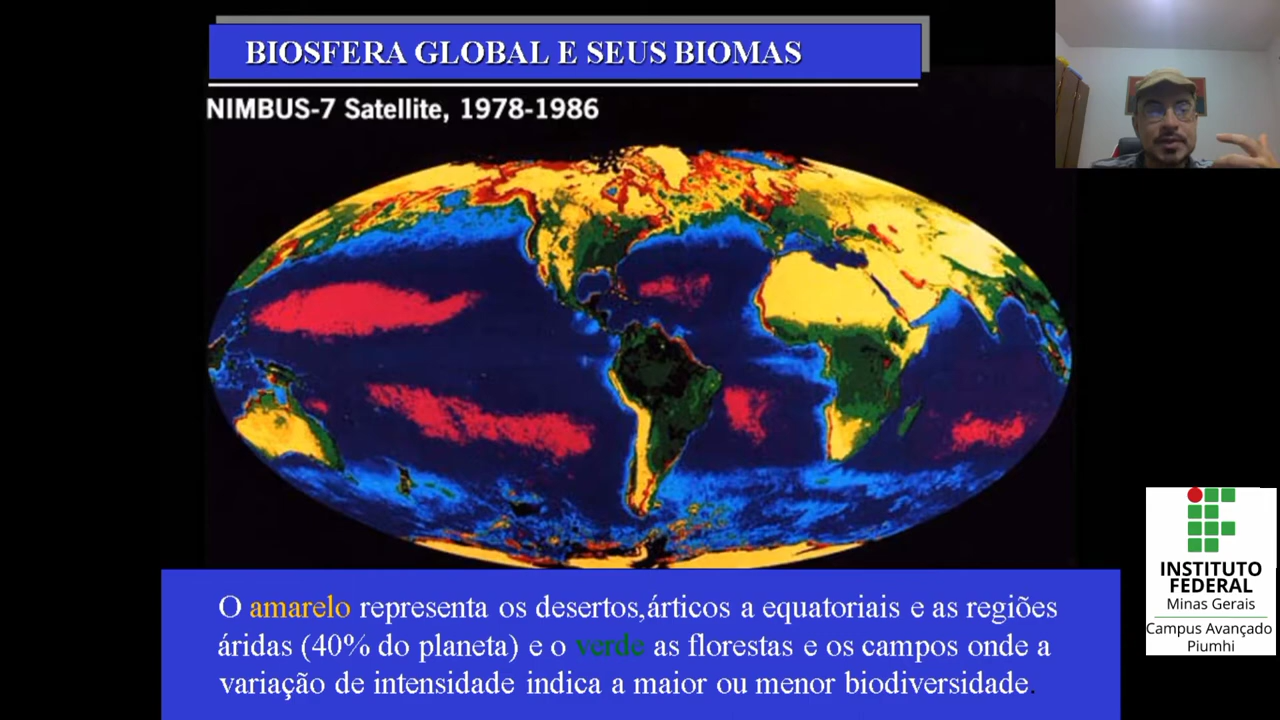 BIOSFERA GLOBAL E SEUS BIOMAS
NIMBUS-7 Satellite, 1978-1986
O amarelo representa os desertos,árticos a equatoriais e as regiões
áridas (40% do planeta) e o verde as florestas e os campos onde a
variação de intensidade indica a maior ou menor biodiversidade.
INSTITUTO
FEDERAL
Minas Gerais
Campus Avançado
Piumhi